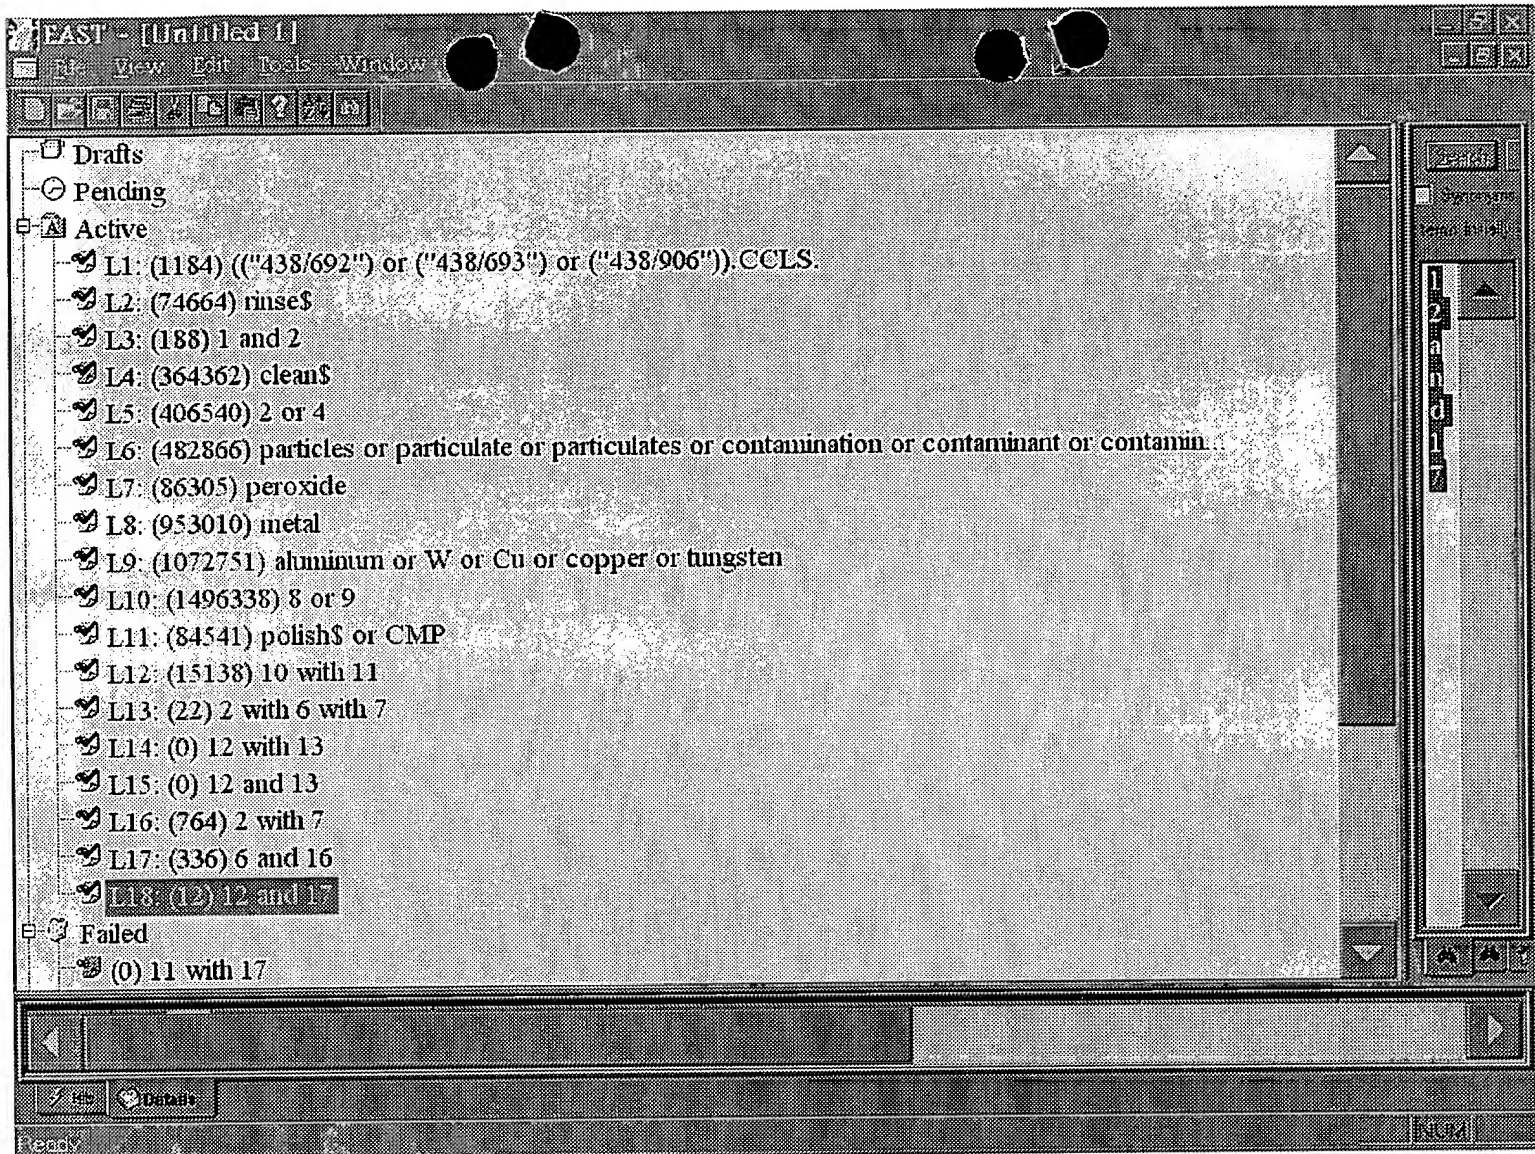 EAST - [Untitled 1]
File View Edit Tools Window
Drafts
Pending
Active
L1: (1184) (("438/692") or ("438/693") or ("438/906")).CCLS.
L2: (74664) rinse$
L3: (188) 1 and 2
L4: (364362) clean$
L5: (406540) 2 or 4
L6: (482866) particles or particulate or particulates or contamination or contaminant or contamin...
L7: (86305) peroxide
L8: (953010) metal
L9: (1072751) aluminum or W or Cu or copper or tungsten
L10: (1496338) 8 or 9
L11: (84541) polish$ or CMP
L12: (15138) 10 with 11
L13: (22) 2 with 6 with 7
L14: (0) 12 with 13
L15: (0) 12 and 13
L16: (764) 2 with 7
L17: (336) 6 and 16
L18: (12) 12 and 17
Failed
(0) 11 with 17
1
2
a
n
d
1
7
Details
Ready
NUM